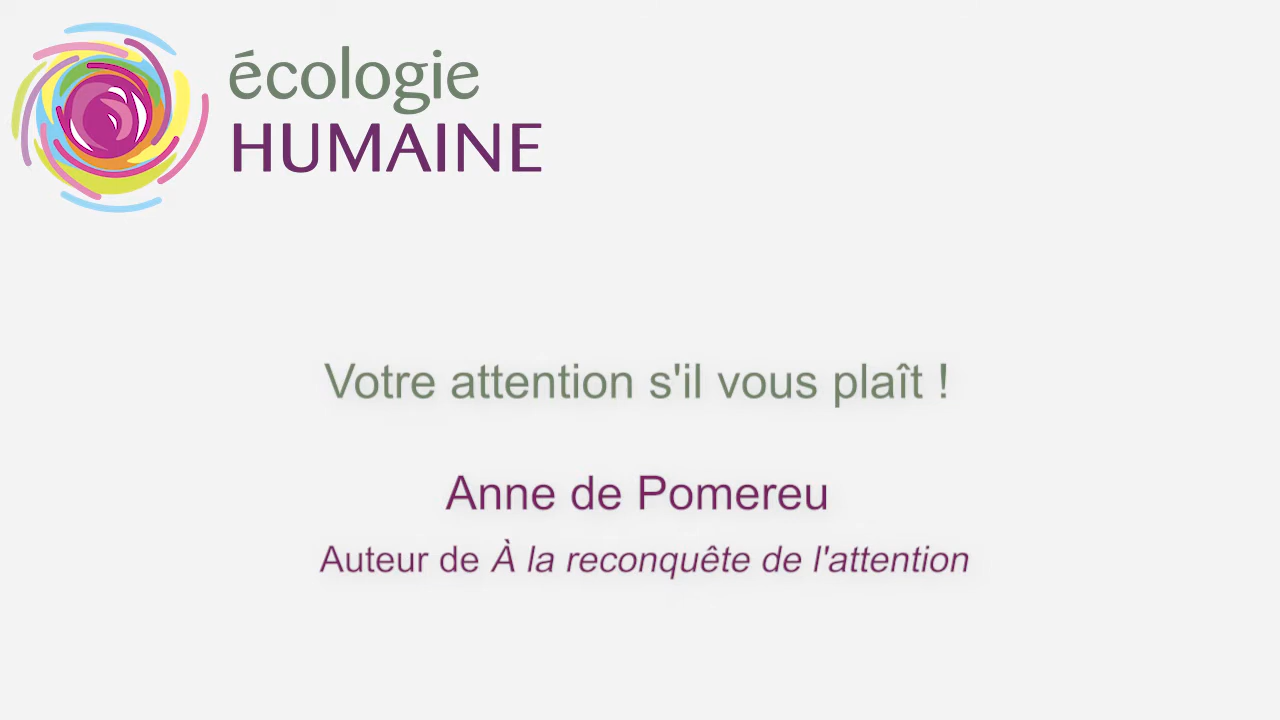 écologie
HUMAINE
Votre attention s'il vous plaît !
Anne de Pomereu
Auteur de À la reconquête de l'attention